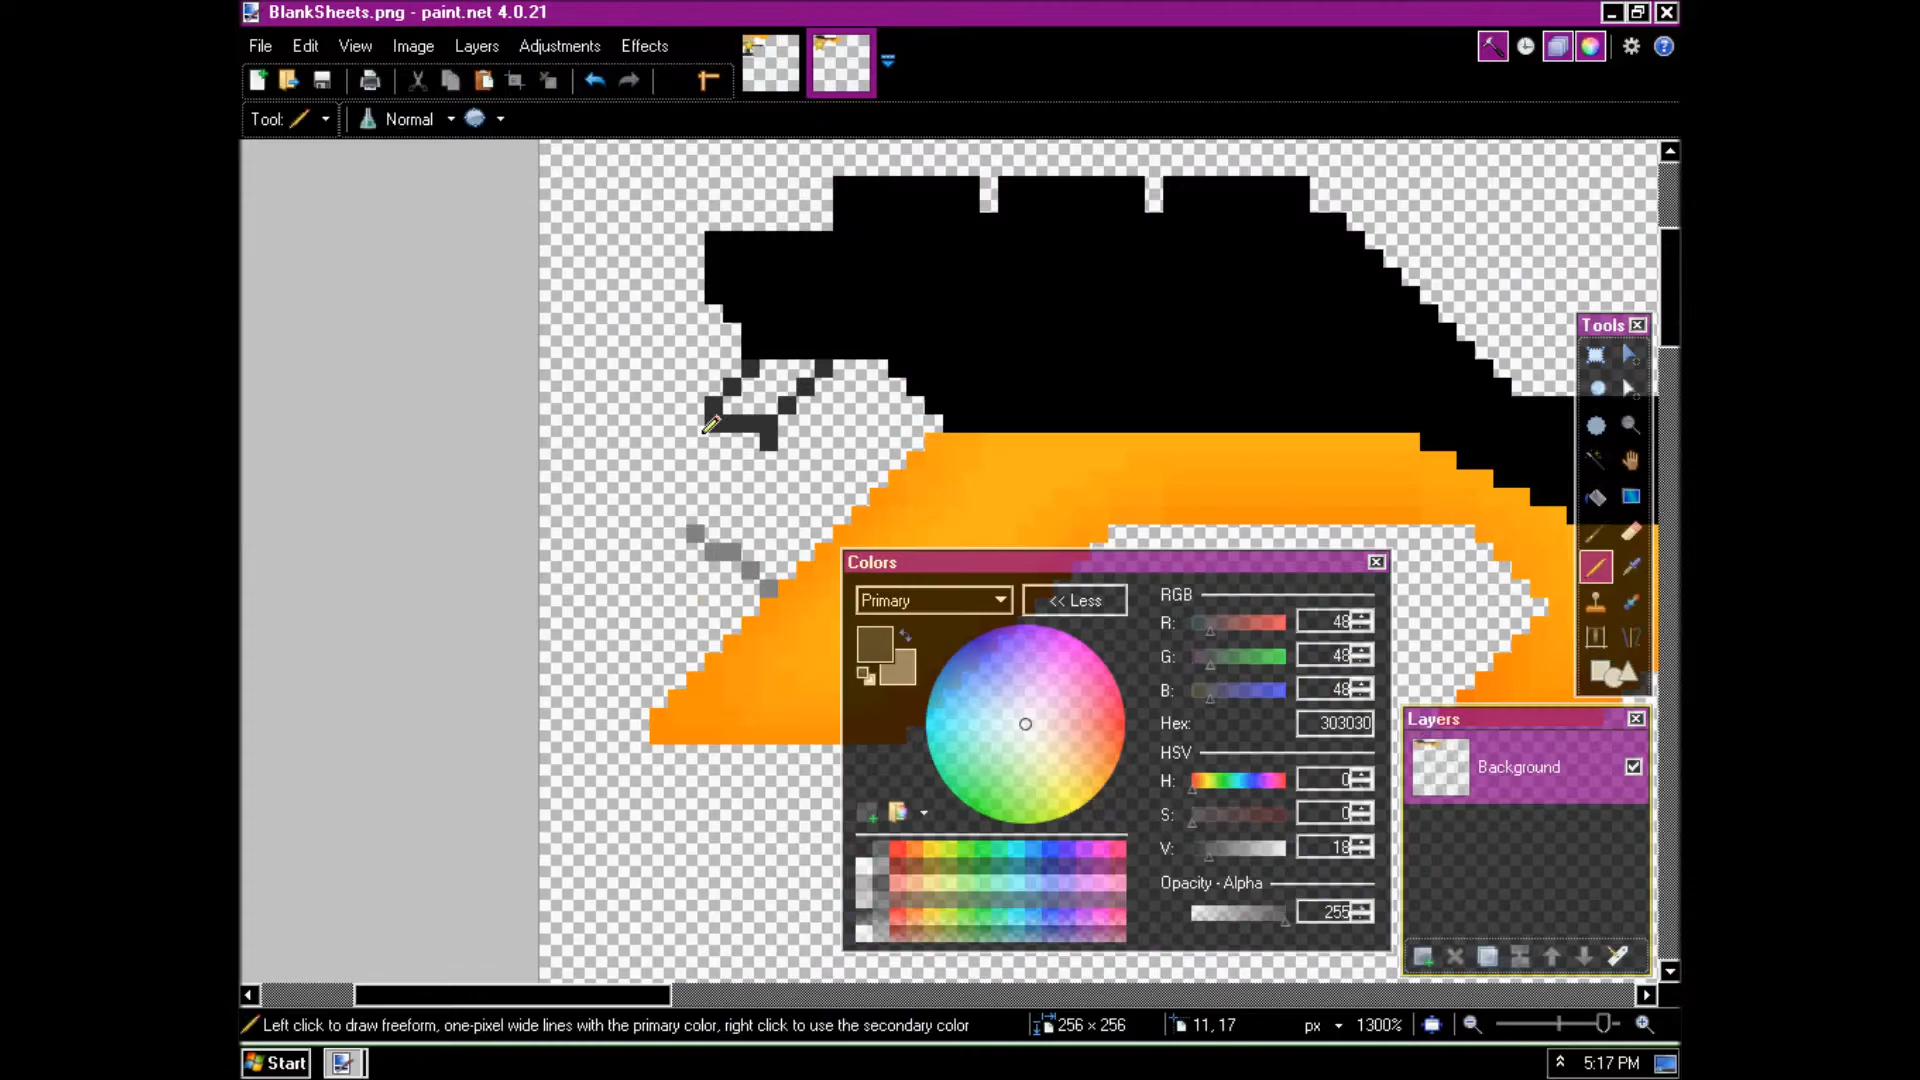 BlankSheets.png - paint.net 4.0.21
File Edit View Image Layers Adjustments Effects
Tool: Normal
Tools
Colors
Primary << Less
RGB
R: 48
G: 48
B: 48
Hex: 303030
HSV
H: 0
S: 0
V: 18
Opacity - Alpha
255
Layers
Background
Left click to draw freeform, one-pixel wide lines with the primary color, right click to use the secondary color 256 × 256 11, 17 px 1300%
Start 5:17 PM